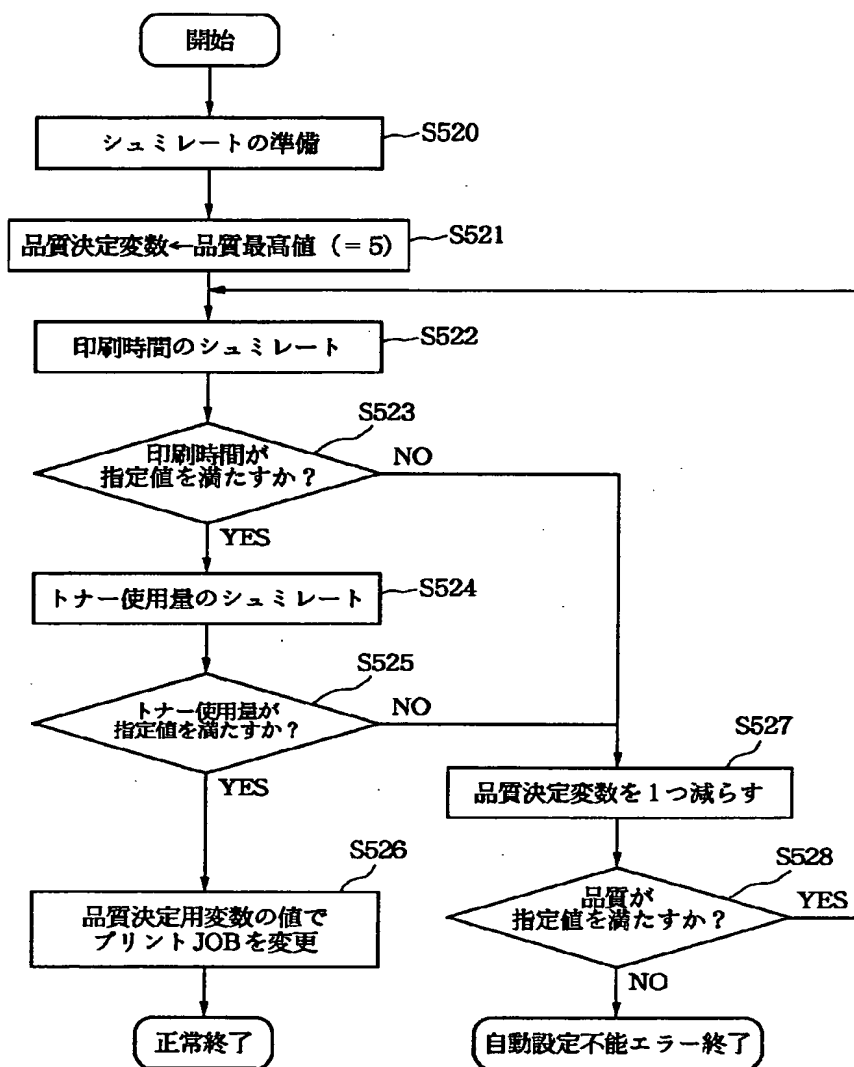 開始
シュミレートの準備
S520
品質決定変数←品質最高値（=5）
S521
印刷時間のシュミレート
S522
S523
印刷時間が
指定値を満たすか？
NO
YES
トナー使用量のシュミレート
S524
S525
トナー使用量が
指定値を満たすか？
NO
YES
S527
品質決定変数を1つ減らす
S526
品質決定用変数の値で
プリントJOBを変更
S528
品質が
指定値を満たすか？
YES
NO
正常終了
自動設定不能エラー終了